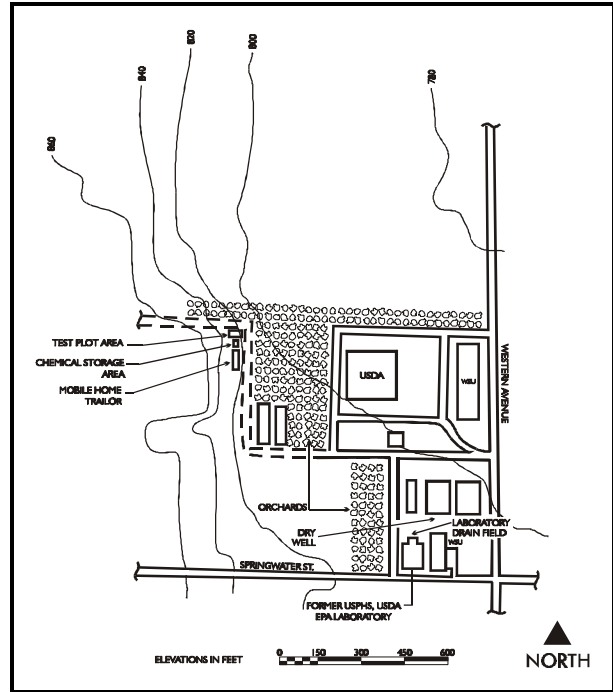 820
800
840
780
860
TEST PLOT AREA
CHEMICAL STORAGE
AREA
MOBILE HOME
TRAILOR
USDA
WSU
WESTERN AVENUE
ORCHARDS
DRY
WELL
LABORATORY
DRAIN FIELD
WSU
SPRINGWATER ST.
FORMER USPHS, USDA
EPA LABORATORY
ELEVATIONS IN FEET
0 150 300 450 600
NORTH